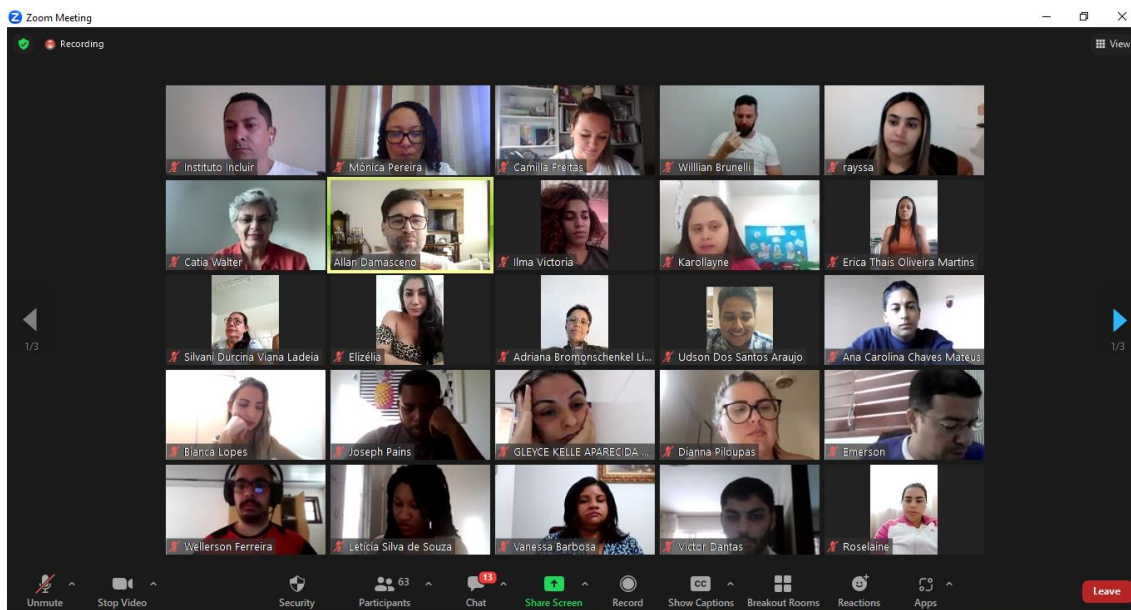 Zoom Meeting
Recording
View
Instituto Incluir
Mônica Pereira
Camilla Freitas
Willian Brunelli
rayssa
Catia Walter
Allan Damasceno
Ilma Victoria
Karollayne
Erica Thais Oliveira Martins
Silvani Durcina Viana Ladeia
Elizélia
Adriana Bromonschenkel Li...
Udson Dos Santos Araujo
Ana Carolina Chaves Mateus
1/3
1/3
Bianca Lopes
Joseph Pains
GLEYCE KELLE APARECIDA ...
Dianna Piloupas
Emerson
Wellerson Ferreira
Letícia Silva de Souza
Vanessa Barbosa
Victor Dantas
Roselaine
63
13
CC
Unmute
Stop Video
Security
Participants
Chat
Share Screen
Record
Show Captions
Breakout Rooms
Reactions
Apps
Leave